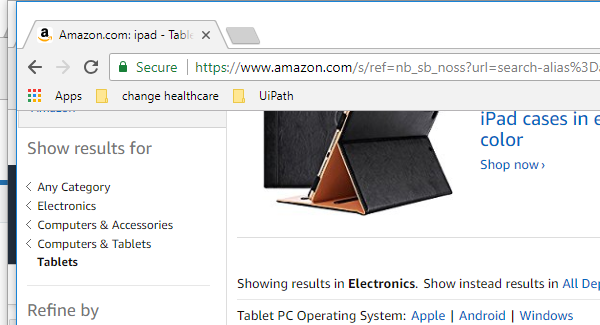 Amazon.com: ipad - Tabl
Secure https://www.amazon.com/s/ref=nb_sb_noss?url=search-alias%3D
Apps change healthcare UiPath
iPad cases in e
color
Shop now ›
Show results for
Any Category
Electronics
Computers & Accessories
Computers & Tablets
Tablets
Showing results in Electronics. Show instead results in All Dep
Refine by
Tablet PC Operating System: Apple | Android | Windows